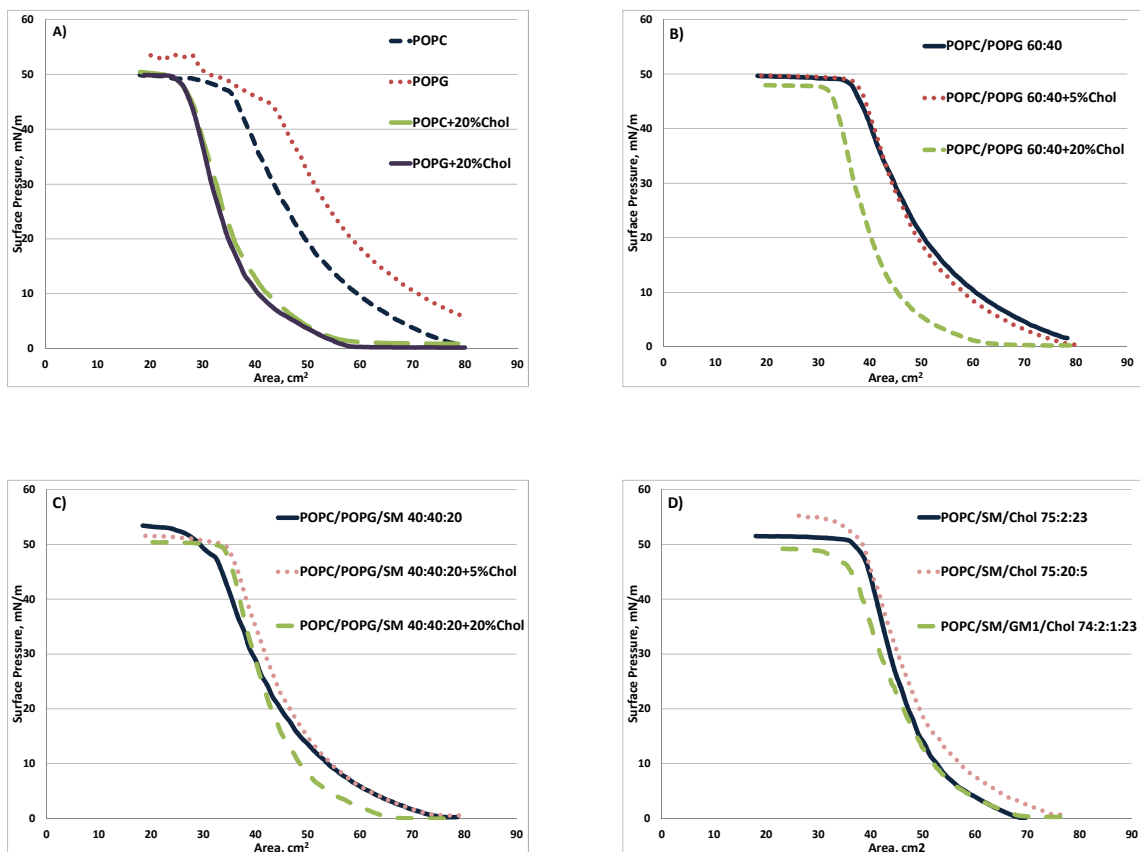 A)
POPC
POPG
POPC+20%Chol
POPG+20%Chol
Surface Pressure, mN/m
60
50
40
30
20
10
0
0 10 20 30 40 50 60 70 80 90
Area, cm²
B)
POPC/POPG 60:40
POPC/POPG 60:40+5%Chol
POPC/POPG 60:40+20%Chol
Surface Pressure, mN/m
60
50
40
30
20
10
0
0 10 20 30 40 50 60 70 80 90
Area, cm²
C)
POPC/POPG/SM 40:40:20
POPC/POPG/SM 40:40:20+5%Chol
POPC/POPG/SM 40:40:20+20%Chol
Surface Pressure, mN/m
60
50
40
30
20
10
0
0 10 20 30 40 50 60 70 80 90
Area, cm²
D)
POPC/SM/Chol 75:2:23
POPC/SM/Chol 75:20:5
POPC/SM/GM1/Chol 74:2:1:23
Surface Pressure, mN/m
60
50
40
30
20
10
0
0 10 20 30 40 50 60 70 80 90
Area, cm2